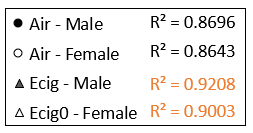 Air - Male R² = 0.8696
Air - Female R² = 0.8643
Ecig - Male R² = 0.9208
Ecig0 - Female R² = 0.9003